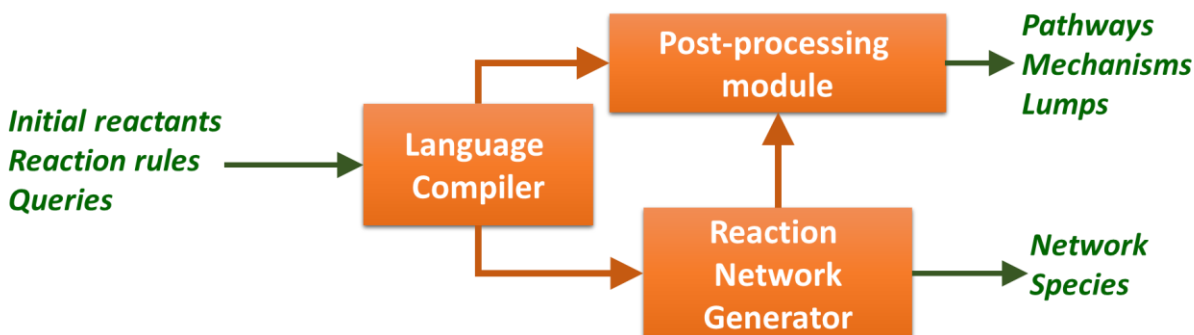 Initial reactants
Reaction rules
Queries
Language
Compiler
Post-processing
module
Pathways
Mechanisms
Lumps
Reaction
Network
Generator
Network
Species